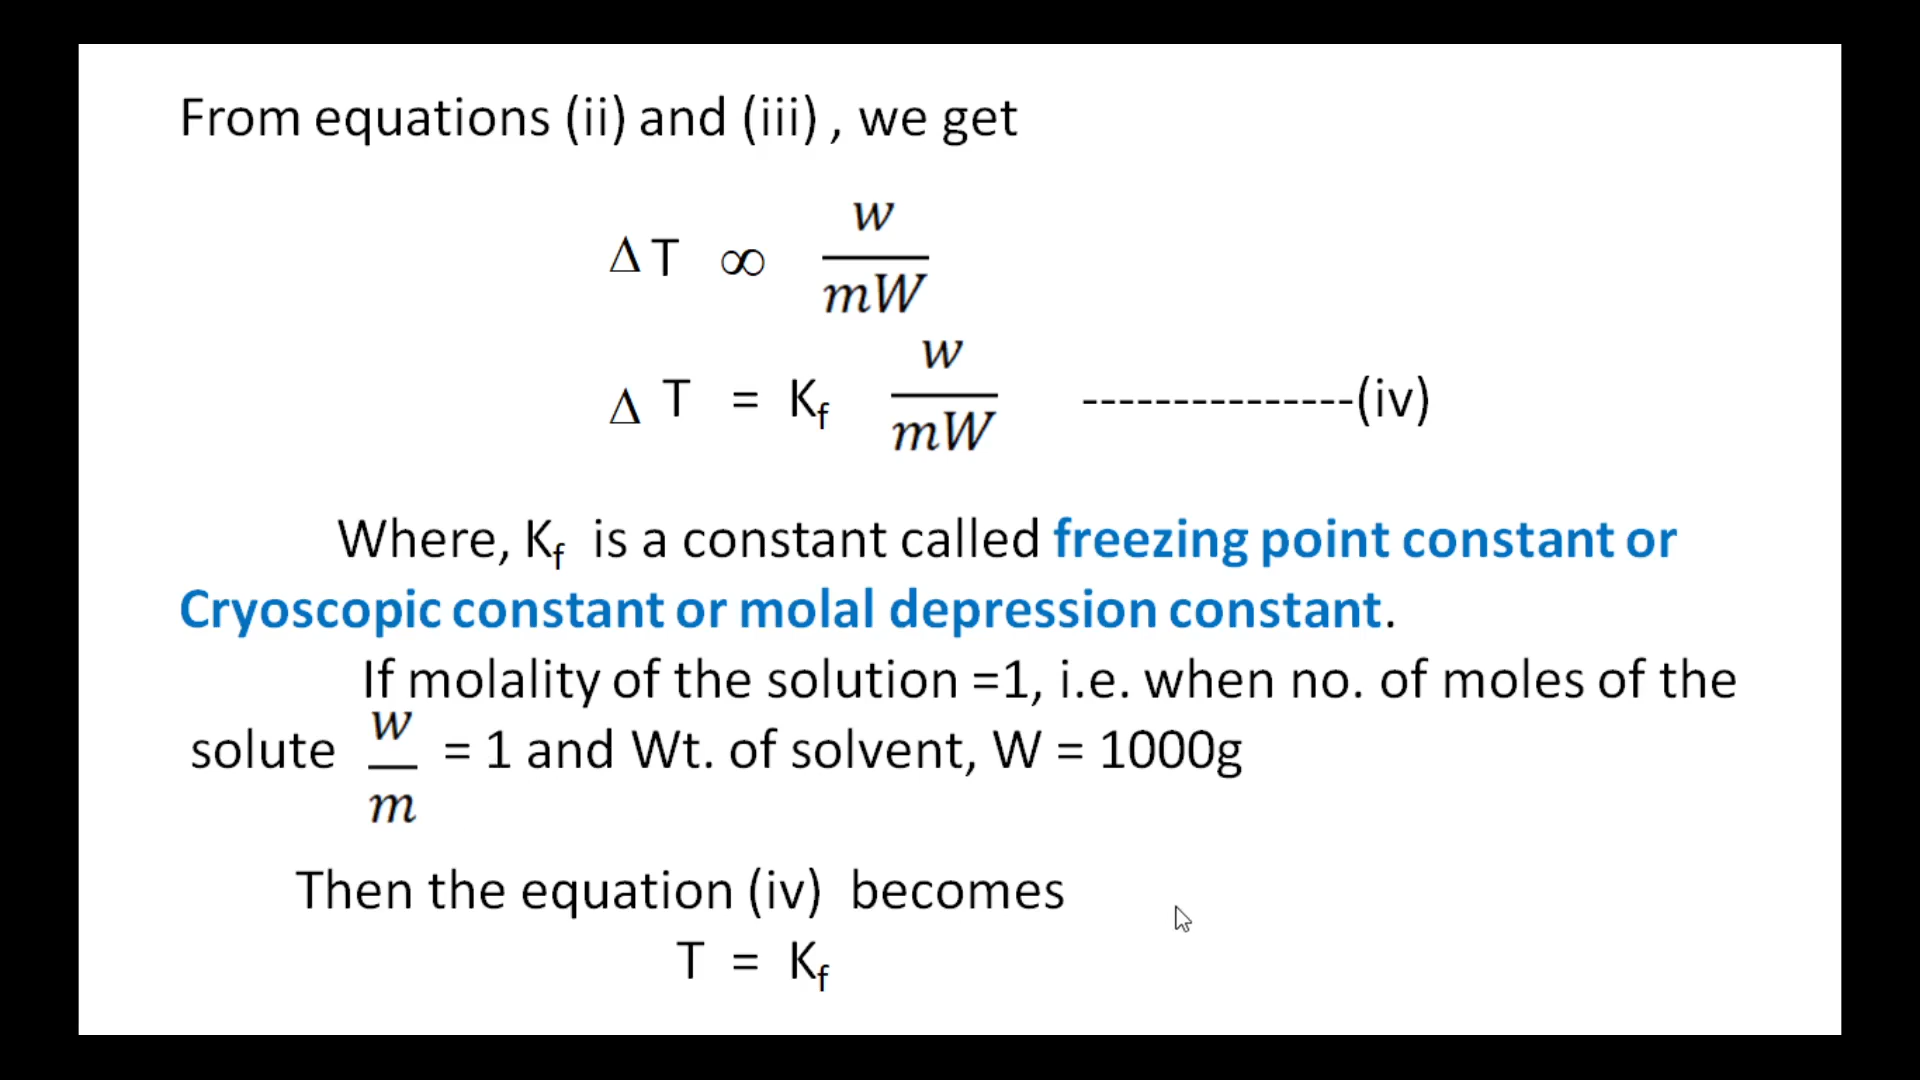 From equations (ii) and (iii) , we get
Δ T ∞ w/mW
Δ T = Kf w/mW ---------------(iv)
Where, Kf is a constant called freezing point constant or
Cryoscopic constant or molal depression constant.
If molality of the solution =1, i.e. when no. of moles of the
solute w/m = 1 and Wt. of solvent, W = 1000g
Then the equation (iv) becomes
T = Kf